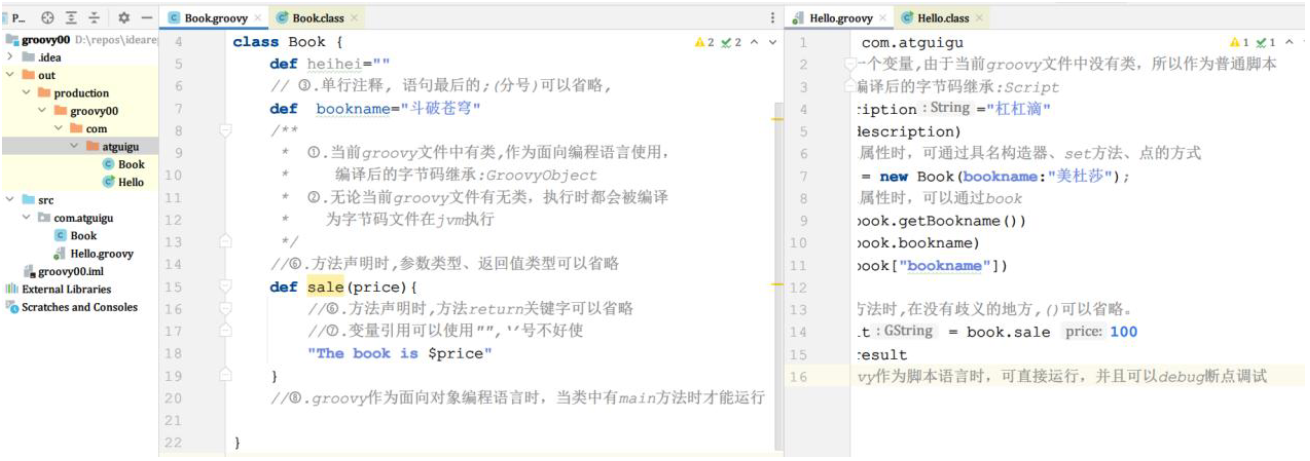 P...
groovy00 D:\repos\ideare
.idea
out
production
groovy00
com
atguigu
Book
Hello
src
com.atguigu
Book
Hello.groovy
groovy00.iml
External Libraries
Scratches and Consoles
Book.groovy × Book.class ×
2 2
4 class Book {
5 def heihei=""
6 // ③.单行注释, 语句最后的;(分号)可以省略,
7 def bookname="斗破苍穹"
8 /**
9 * ①.当前groovy文件中有类,作为面向编程语言使用,
10 * 编译后的字节码继承:GroovyObject
11 * ②.无论当前groovy文件有无类, 执行时都会被编译
12 * 为字节码文件在jvm执行
13 */
14 //⑥.方法声明时,参数类型、返回值类型可以省略
15 def sale(price){
16 //⑥.方法声明时,方法return关键字可以省略
17 //⑦.变量引用可以使用"",''号不好使
18 "The book is $price"
19 }
20 //⑧.groovy作为面向对象编程语言时, 当类中有main方法时才能运行
21
22 }
Hello.groovy × Hello.class ×
1 1
1 com.atguigu
2 一个变量,由于当前groovy文件中没有类, 所以作为普通脚本
3 编译后的字节码继承:Script
4 iption : String ="杠杠滴"
5 description)
6 属性时, 可通过具名构造器、set方法、点的方式
7 = new Book(bookname:"美杜莎");
8 属性时, 可以通过book
9 book.getBookname())
10 book.bookname)
11 book["bookname"])
12
13 方法时,在没有歧义的地方,()可以省略。
14 t : GString = book.sale price: 100
15 result
16 vy作为脚本语言时, 可直接运行, 并且可以debug断点调试